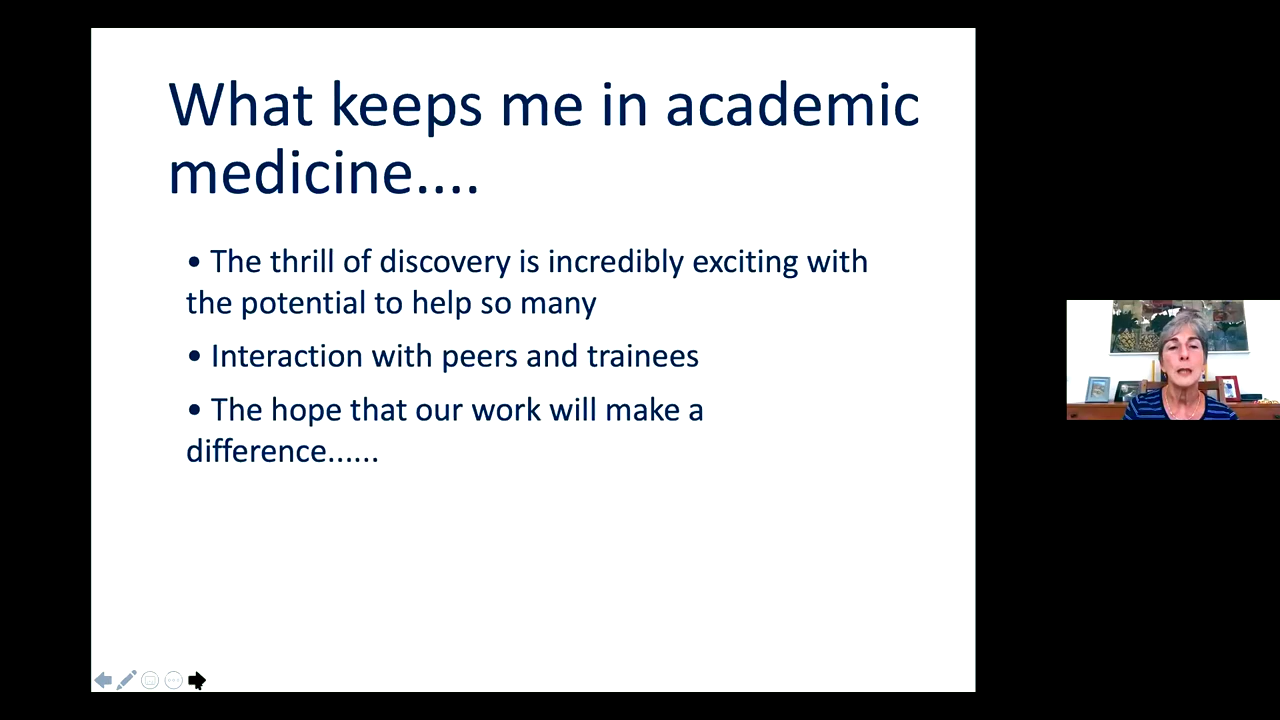 What keeps me in academic
medicine....
• The thrill of discovery is incredibly exciting with
the potential to help so many
• Interaction with peers and trainees
• The hope that our work will make a
difference......